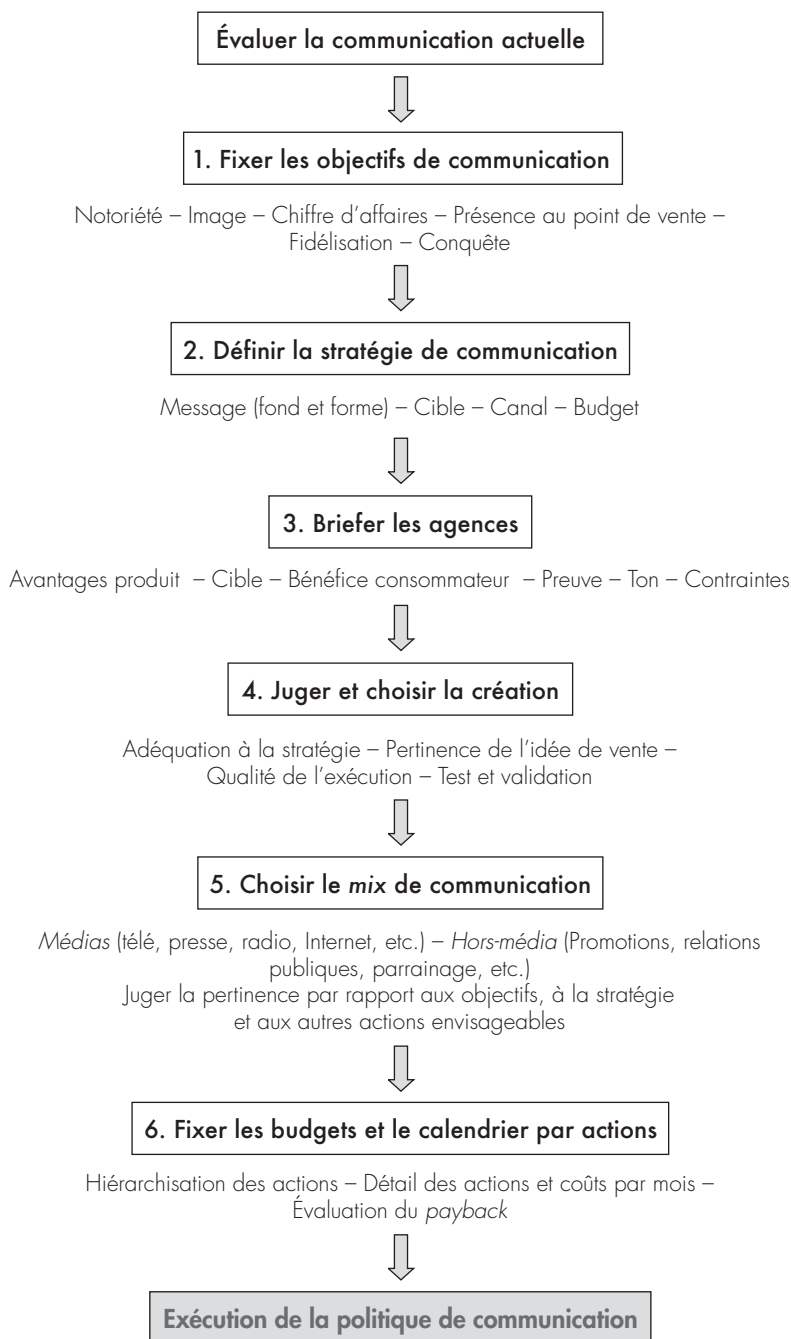 Évaluer la communication actuelle
1. Fixer les objectifs de communication
Notoriété – Image – Chiffre d’affaires – Présence au point de vente –
Fidélisation – Conquête
2. Définir la stratégie de communication
Message (fond et forme) – Cible – Canal – Budget
3. Briefer les agences
Avantages produit – Cible – Bénéfice consommateur – Preuve – Ton – Contraintes
4. Juger et choisir la création
Adéquation à la stratégie – Pertinence de l’idée de vente –
Qualité de l’exécution – Test et validation
5. Choisir le mix de communication
Médias (télé, presse, radio, Internet, etc.) – Hors-média (Promotions, relations
publiques, parrainage, etc.)
Juger la pertinence par rapport aux objectifs, à la stratégie
et aux autres actions envisageables
6. Fixer les budgets et le calendrier par actions
Hiérarchisation des actions – Détail des actions et coûts par mois –
Évaluation du payback
Exécution de la politique de communication